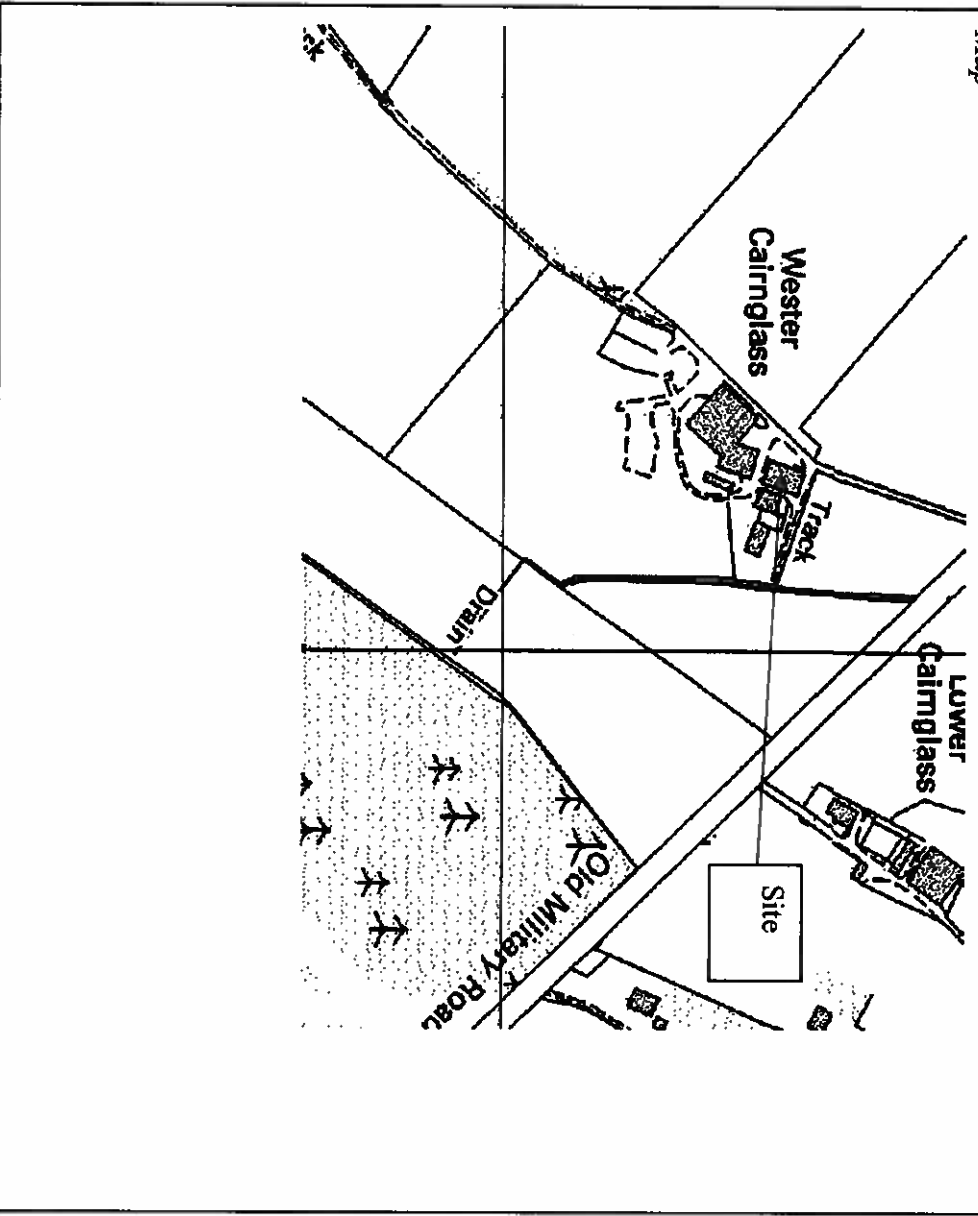 Wester
Cairnglass
Track
Lower
Cairnglass
Site
Drain
Old Military Road